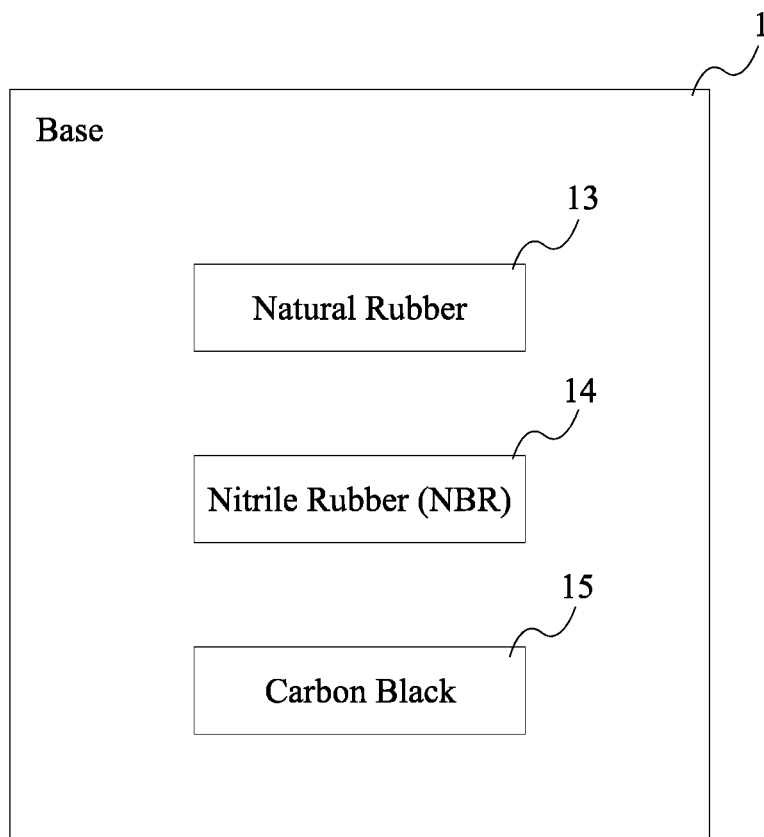 1
Base
13
Natural Rubber
14
Nitrile Rubber (NBR)
15
Carbon Black